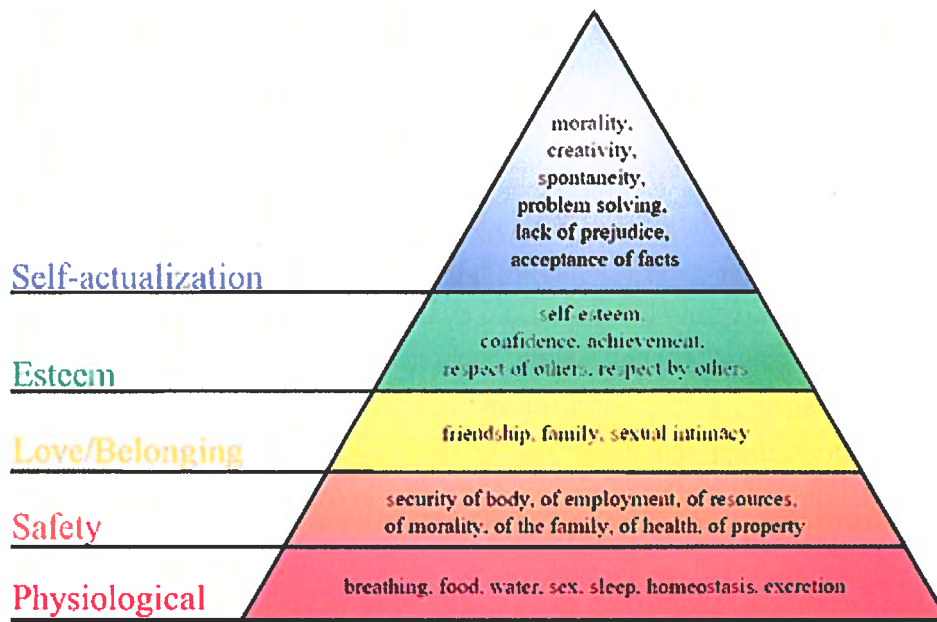 morality,
creativity,
spontaneity,
problem solving,
lack of prejudice,
acceptance of facts
Self-actualization
self-esteem,
confidence, achievement,
respect of others, respect by others
Esteem
friendship, family, sexual intimacy
Love/Belonging
security of body, of employment, of resources,
of morality, of the family, of health, of property
Safety
breathing, food, water, sex, sleep, homeostasis, excretion
Physiological